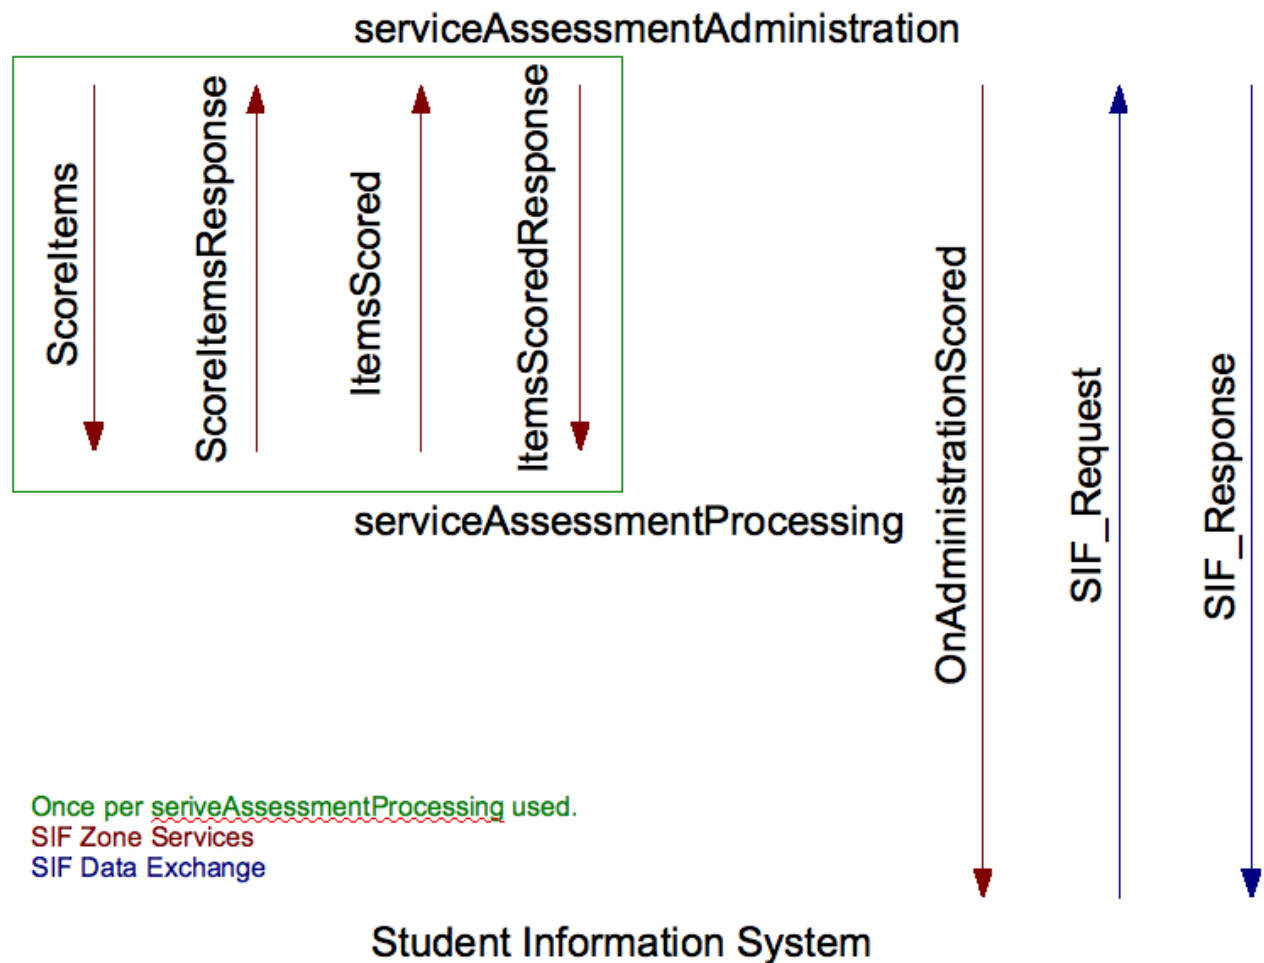 serviceAssessmentAdministration
ScoreItems
ScoreItemsResponse
ItemsScored
ItemsScoredResponse
OnAdministrationScored
SIF_Request
SIF_Response
serviceAssessmentProcessing
Once per seriveAssessmentProcessing used.
SIF Zone Services
SIF Data Exchange
Student Information System